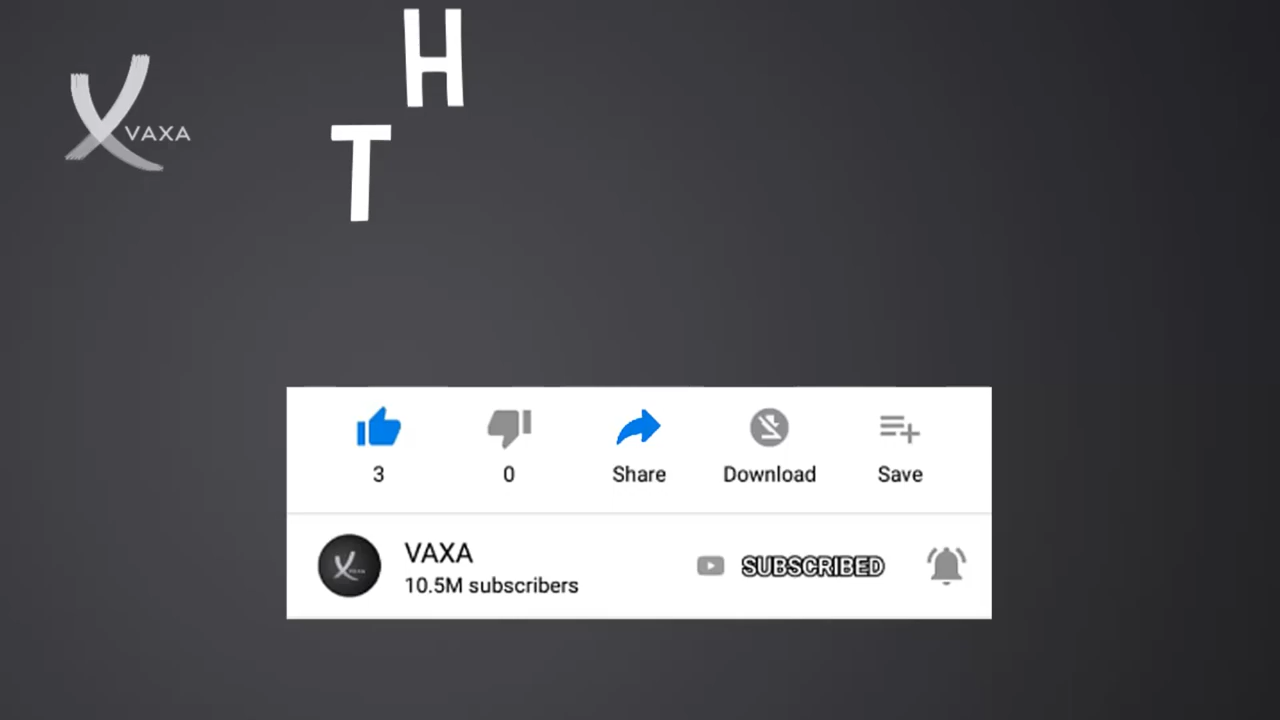 H
T
VAXA
3
0
Share
Download
Save
VAXA
10.5M subscribers
SUBSCRIBED